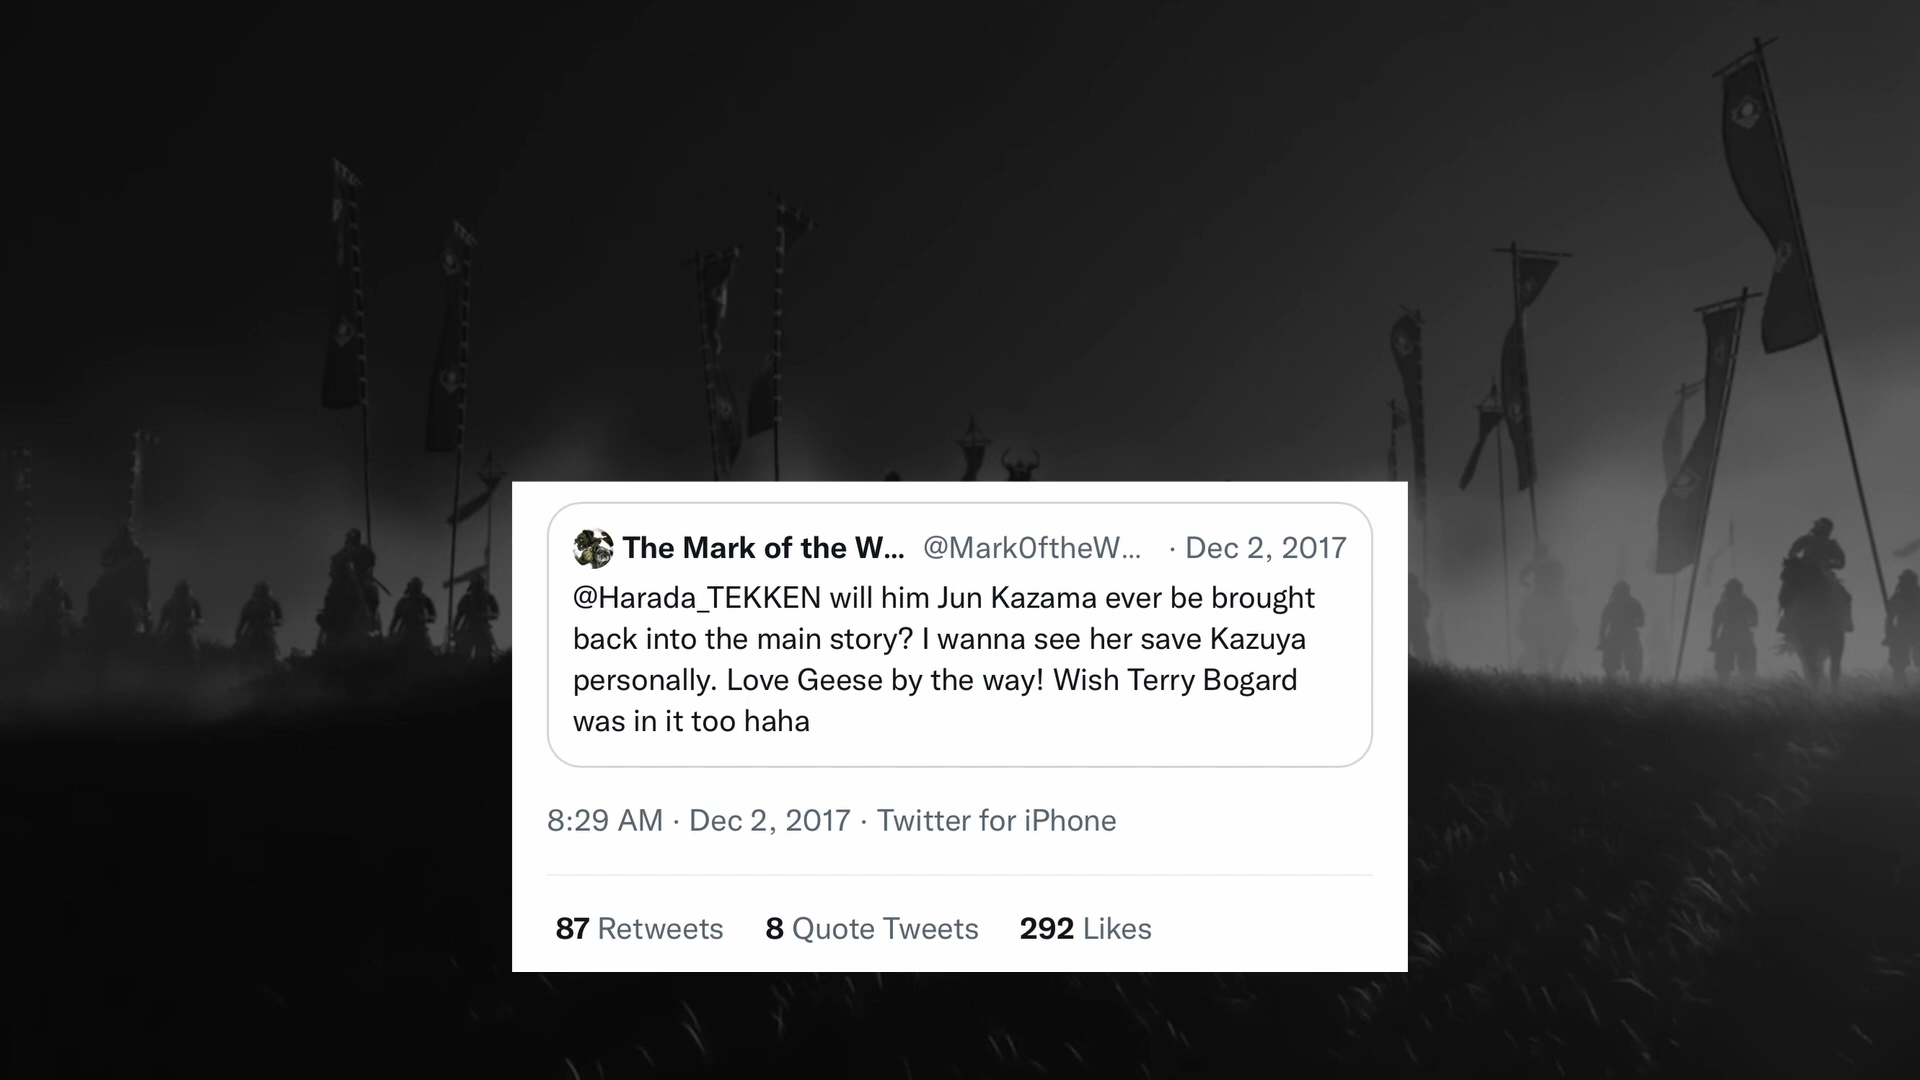 The Mark of the W... @Mark0ftheW... · Dec 2, 2017
@Harada_TEKKEN will him Jun Kazama ever be brought
back into the main story? I wanna see her save Kazuya
personally. Love Geese by the way! Wish Terry Bogard
was in it too haha
8:29 AM · Dec 2, 2017 · Twitter for iPhone
87 Retweets 8 Quote Tweets 292 Likes